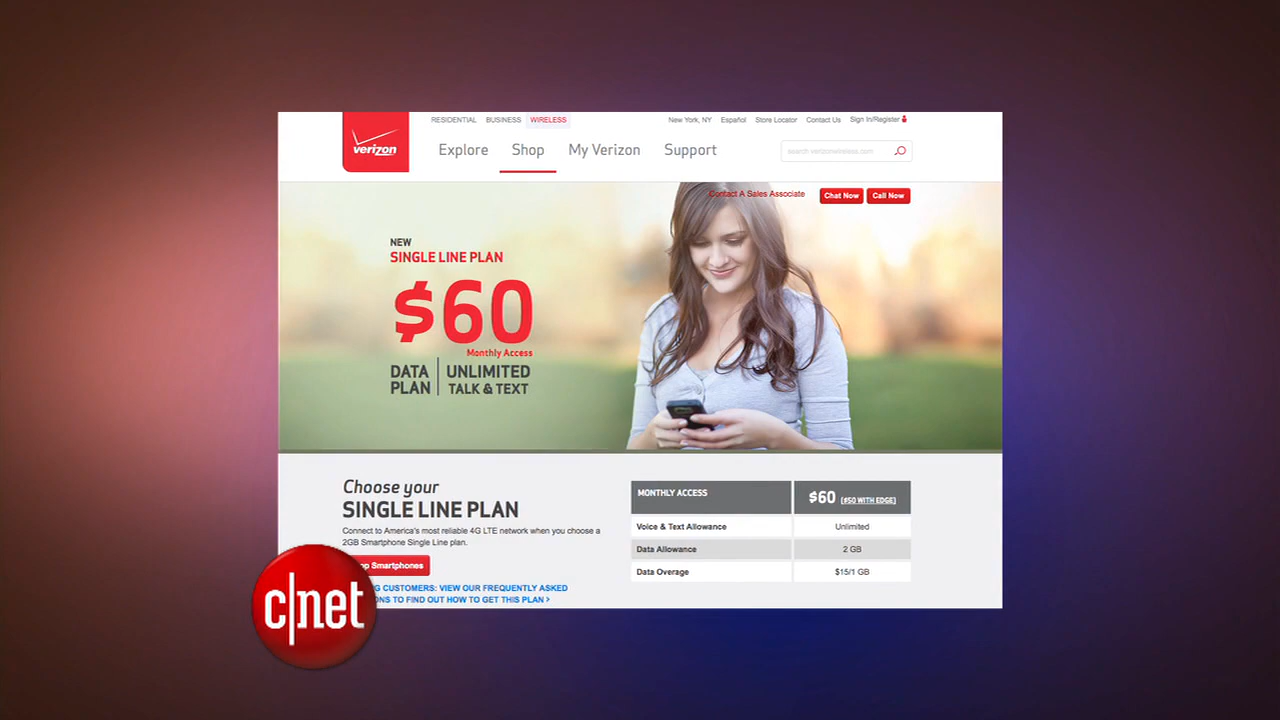 RESIDENTIAL BUSINESS WIRELESS
New York, NY Español Store Locator Contact Us Sign In/Register
verizon
Explore Shop My Verizon Support
search verizonwireless.com
Contact A Sales Associate Chat Now Call Now
NEW
SINGLE LINE PLAN
$60
Monthly Access
DATA PLAN
UNLIMITED TALK & TEXT
Choose your
SINGLE LINE PLAN
Connect to America's most reliable 4G LTE network when you choose a
2GB Smartphone Single Line plan.
Smartphones
CUSTOMERS: VIEW OUR FREQUENTLY ASKED
TO FIND OUT HOW TO GET THIS PLAN >
MONTHLY ACCESS $60 ($50 WITH EDGE)
Voice & Text Allowance Unlimited
Data Allowance 2 GB
Data Overage $15/1 GB
c|net